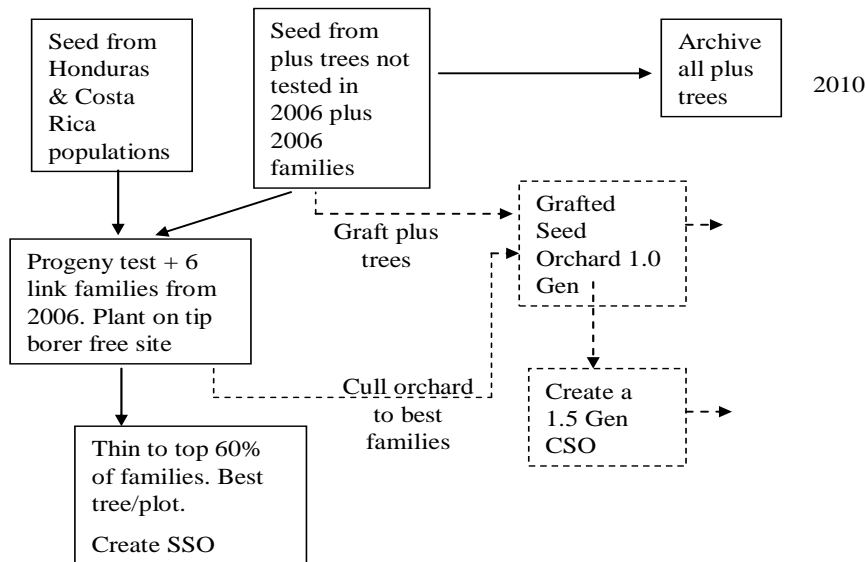 Seed from
Honduras
& Costa
Rica
populations
Seed from
plus trees not
tested in
2006 plus
2006
families
Archive
all plus
trees
2010
Graft plus
trees
Grafted
Seed
Orchard 1.0
Gen
Progeny test + 6
link families from
2006. Plant on tip
borer free site
Cull orchard
to best
families
Create a
1.5 Gen
CSO
Thin to top 60%
of families. Best
tree/plot.
Create SSO